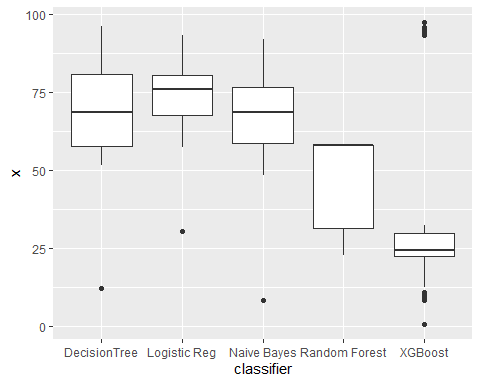 100
75
50
25
0
x
DecisionTree Logistic Reg Naive Bayes Random Forest XGBoost
classifier